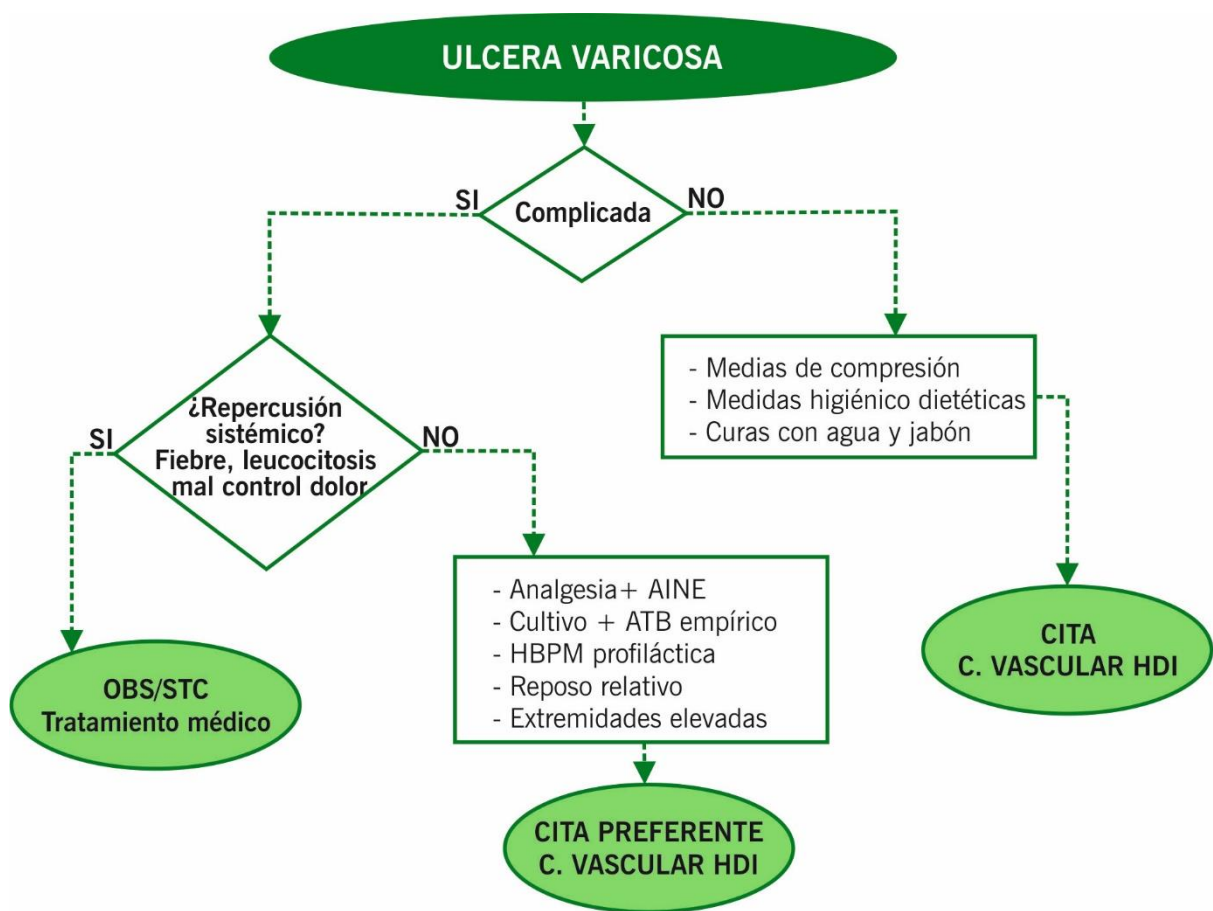 ULCERA VARICOSA
SI
Complicada
NO
- Medias de compresión
- Medidas higiénico dietéticas
- Curas con agua y jabón
SI
¿Repercusión
sistémico?
Fiebre, leucocitosis
mal control dolor
NO
- Analgesia+ AINE
- Cultivo + ATB empírico
- HBPM profiláctica
- Reposo relativo
- Extremidades elevadas
CITA
C. VASCULAR HDI
OBS/STC
Tratamiento médico
CITA PREFERENTE
C. VASCULAR HDI